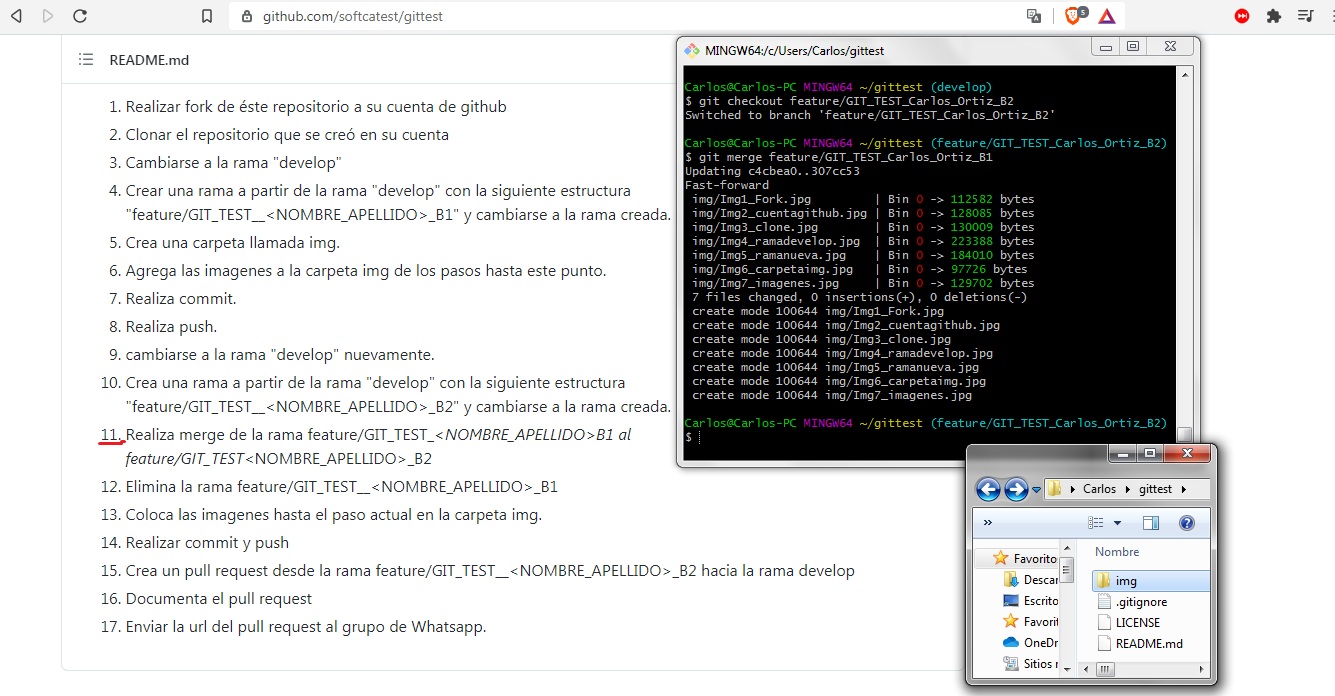 github.com/softcatest/gittest
5
README.md
1. Realizar fork de éste repositorio a su cuenta de github
2. Clonar el repositorio que se creó en su cuenta
3. Cambiarse a la rama "develop"
4. Crear una rama a partir de la rama "develop" con la siguiente estructura
"feature/GIT_TEST__<NOMBRE_APELLIDO>_B1" y cambiarse a la rama creada.
5. Crea una carpeta llamada img.
6. Agrega las imagenes a la carpeta img de los pasos hasta este punto.
7. Realiza commit.
8. Realiza push.
9. cambiarse a la rama "develop" nuevamente.
10. Crea una rama a partir de la rama "develop" con la siguiente estructura
"feature/GIT_TEST__<NOMBRE_APELLIDO>_B2" y cambiarse a la rama creada.
11. Realiza merge de la rama feature/GIT_TEST_<NOMBRE_APELLIDO>B1 al
feature/GIT_TEST<NOMBRE_APELLIDO>_B2
12. Elimina la rama feature/GIT_TEST__<NOMBRE_APELLIDO>_B1
13. Coloca las imagenes hasta el paso actual en la carpeta img.
14. Realizar commit y push
15. Crea un pull request desde la rama feature/GIT_TEST__<NOMBRE_APELLIDO>_B2 hacia la rama develop
16. Documenta el pull request
17. Enviar la url del pull request al grupo de Whatsapp.
MINGW64:/c/Users/Carlos/gittest
Carlos@Carlos-PC MINGW64 ~/gittest (develop)
$ git checkout feature/GIT_TEST_Carlos_Ortiz_B2
Switched to branch 'feature/GIT_TEST_Carlos_Ortiz_B2'
Carlos@Carlos-PC MINGW64 ~/gittest (feature/GIT_TEST_Carlos_Ortiz_B2)
$ git merge feature/GIT_TEST_Carlos_Ortiz_B1
Updating c4cbea0..307cc53
Fast-forward
img/Img1_Fork.jpg | Bin 0 -> 112582 bytes
img/Img2_cuentagithub.jpg | Bin 0 -> 128085 bytes
img/Img3_clone.jpg | Bin 0 -> 130009 bytes
img/Img4_ramadevelop.jpg | Bin 0 -> 223388 bytes
img/Img5_ramanueva.jpg | Bin 0 -> 184010 bytes
img/Img6_carpetaimg.jpg | Bin 0 -> 97726 bytes
img/Img7_imagenes.jpg | Bin 0 -> 129702 bytes
7 files changed, 0 insertions(+), 0 deletions(-)
create mode 100644 img/Img1_Fork.jpg
create mode 100644 img/Img2_cuentagithub.jpg
create mode 100644 img/Img3_clone.jpg
create mode 100644 img/Img4_ramadevelop.jpg
create mode 100644 img/Img5_ramanueva.jpg
create mode 100644 img/Img6_carpetaimg.jpg
create mode 100644 img/Img7_imagenes.jpg
Carlos@Carlos-PC MINGW64 ~/gittest (feature/GIT_TEST_Carlos_Ortiz_B2)
$
Carlos gittest
»
Favorito
Descar
Escrito
Favorit
OneDr
Sitios r
Nombre
img
.gitignore
LICENSE
README.md